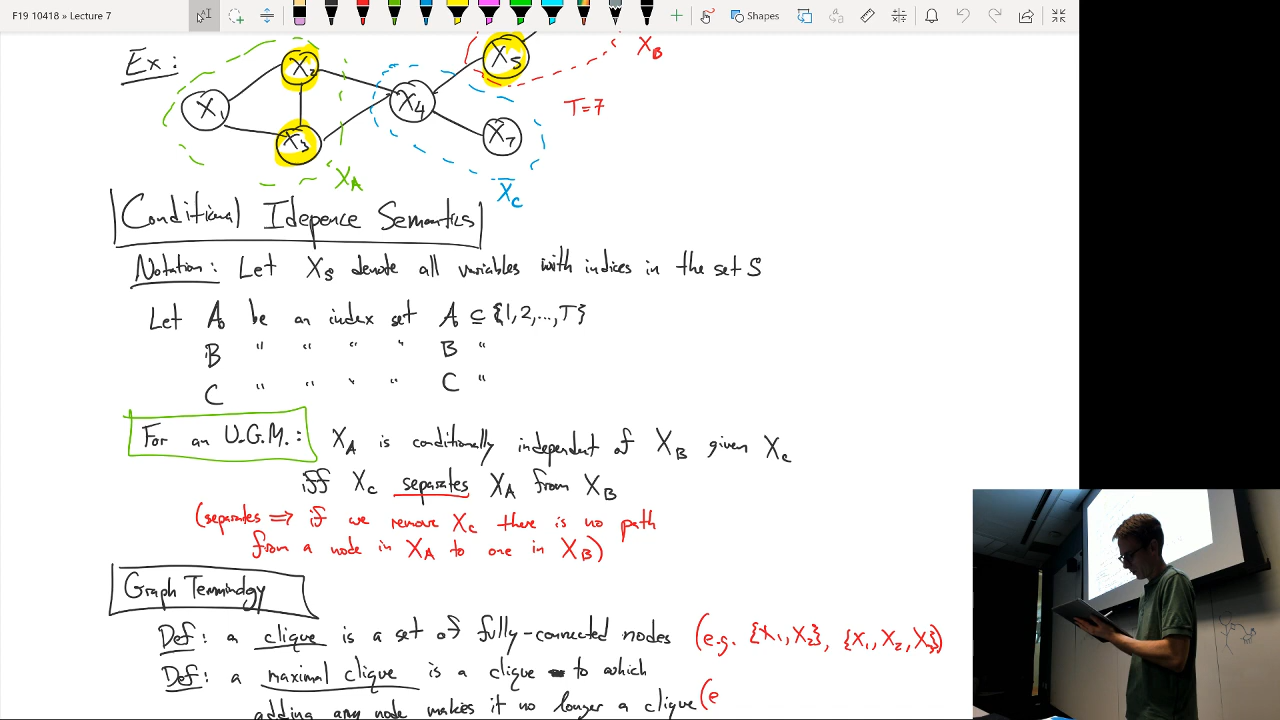 F19 10418 » Lecture 7
Shapes
Ex:
X1
X2
X3
X4
X5
X7
XA
XB
XC
T=7
Conditional Idepence Semantics
Notation: Let XS denote all variables with indices in the set S
Let A be an index set A ⊆ {1,2,...,T}
B " " " " B "
C " " " " C "
For an U.G.M.: XA is conditionally independent of XB given XC
iff XC separates XA from XB
(separates => if we remove XC there is no path
from a node in XA to one in XB)
Graph Terminology
Def: a clique is a set of fully-connected nodes (e.g. {X1,X2}, {X1,X2,X3})
Def: a maximal clique is a clique to which
adding any node makes it no longer a clique (e